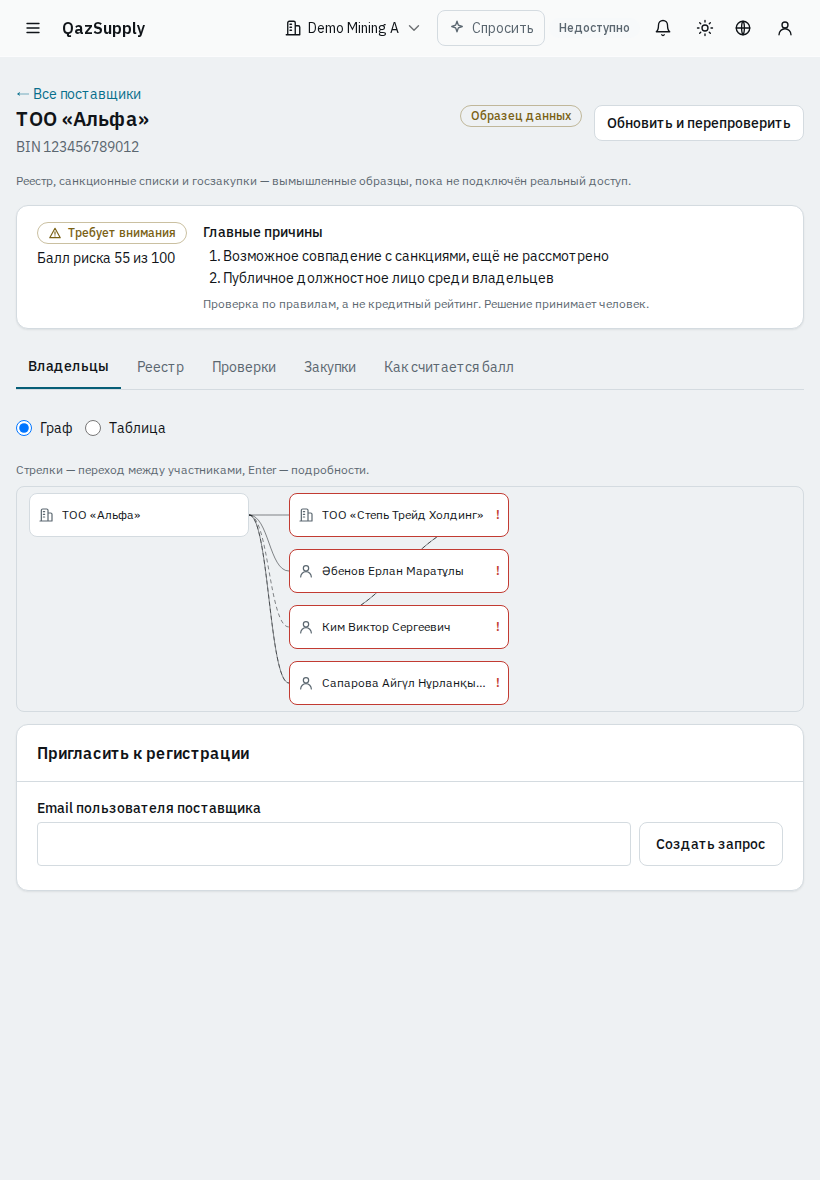 QazSupply
Demo Mining A
Спросить
Недоступно
← Все поставщики
ТОО «Альфа»
BIN 123456789012
Образец данных
Обновить и перепроверить
Реестр, санкционные списки и госзакупки — вымышленные образцы, пока не подключён реальный доступ.
Требует внимания
Балл риска 55 из 100
Главные причины
1. Возможное совпадение с санкциями, ещё не рассмотрено
2. Публичное должностное лицо среди владельцев
Проверка по правилам, а не кредитный рейтинг. Решение принимает человек.
Владельцы
Реестр
Проверки
Закупки
Как считается балл
Граф
Таблица
Стрелки — переход между участниками, Enter — подробности.
ТОО «Альфа»
ТОО «Степь Трейд Холдинг» !
Әбенов Ерлан Маратұлы !
Ким Виктор Сергеевич !
Сапарова Айгүл Нұрланқы... !
Пригласить к регистрации
Email пользователя поставщика
Создать запрос